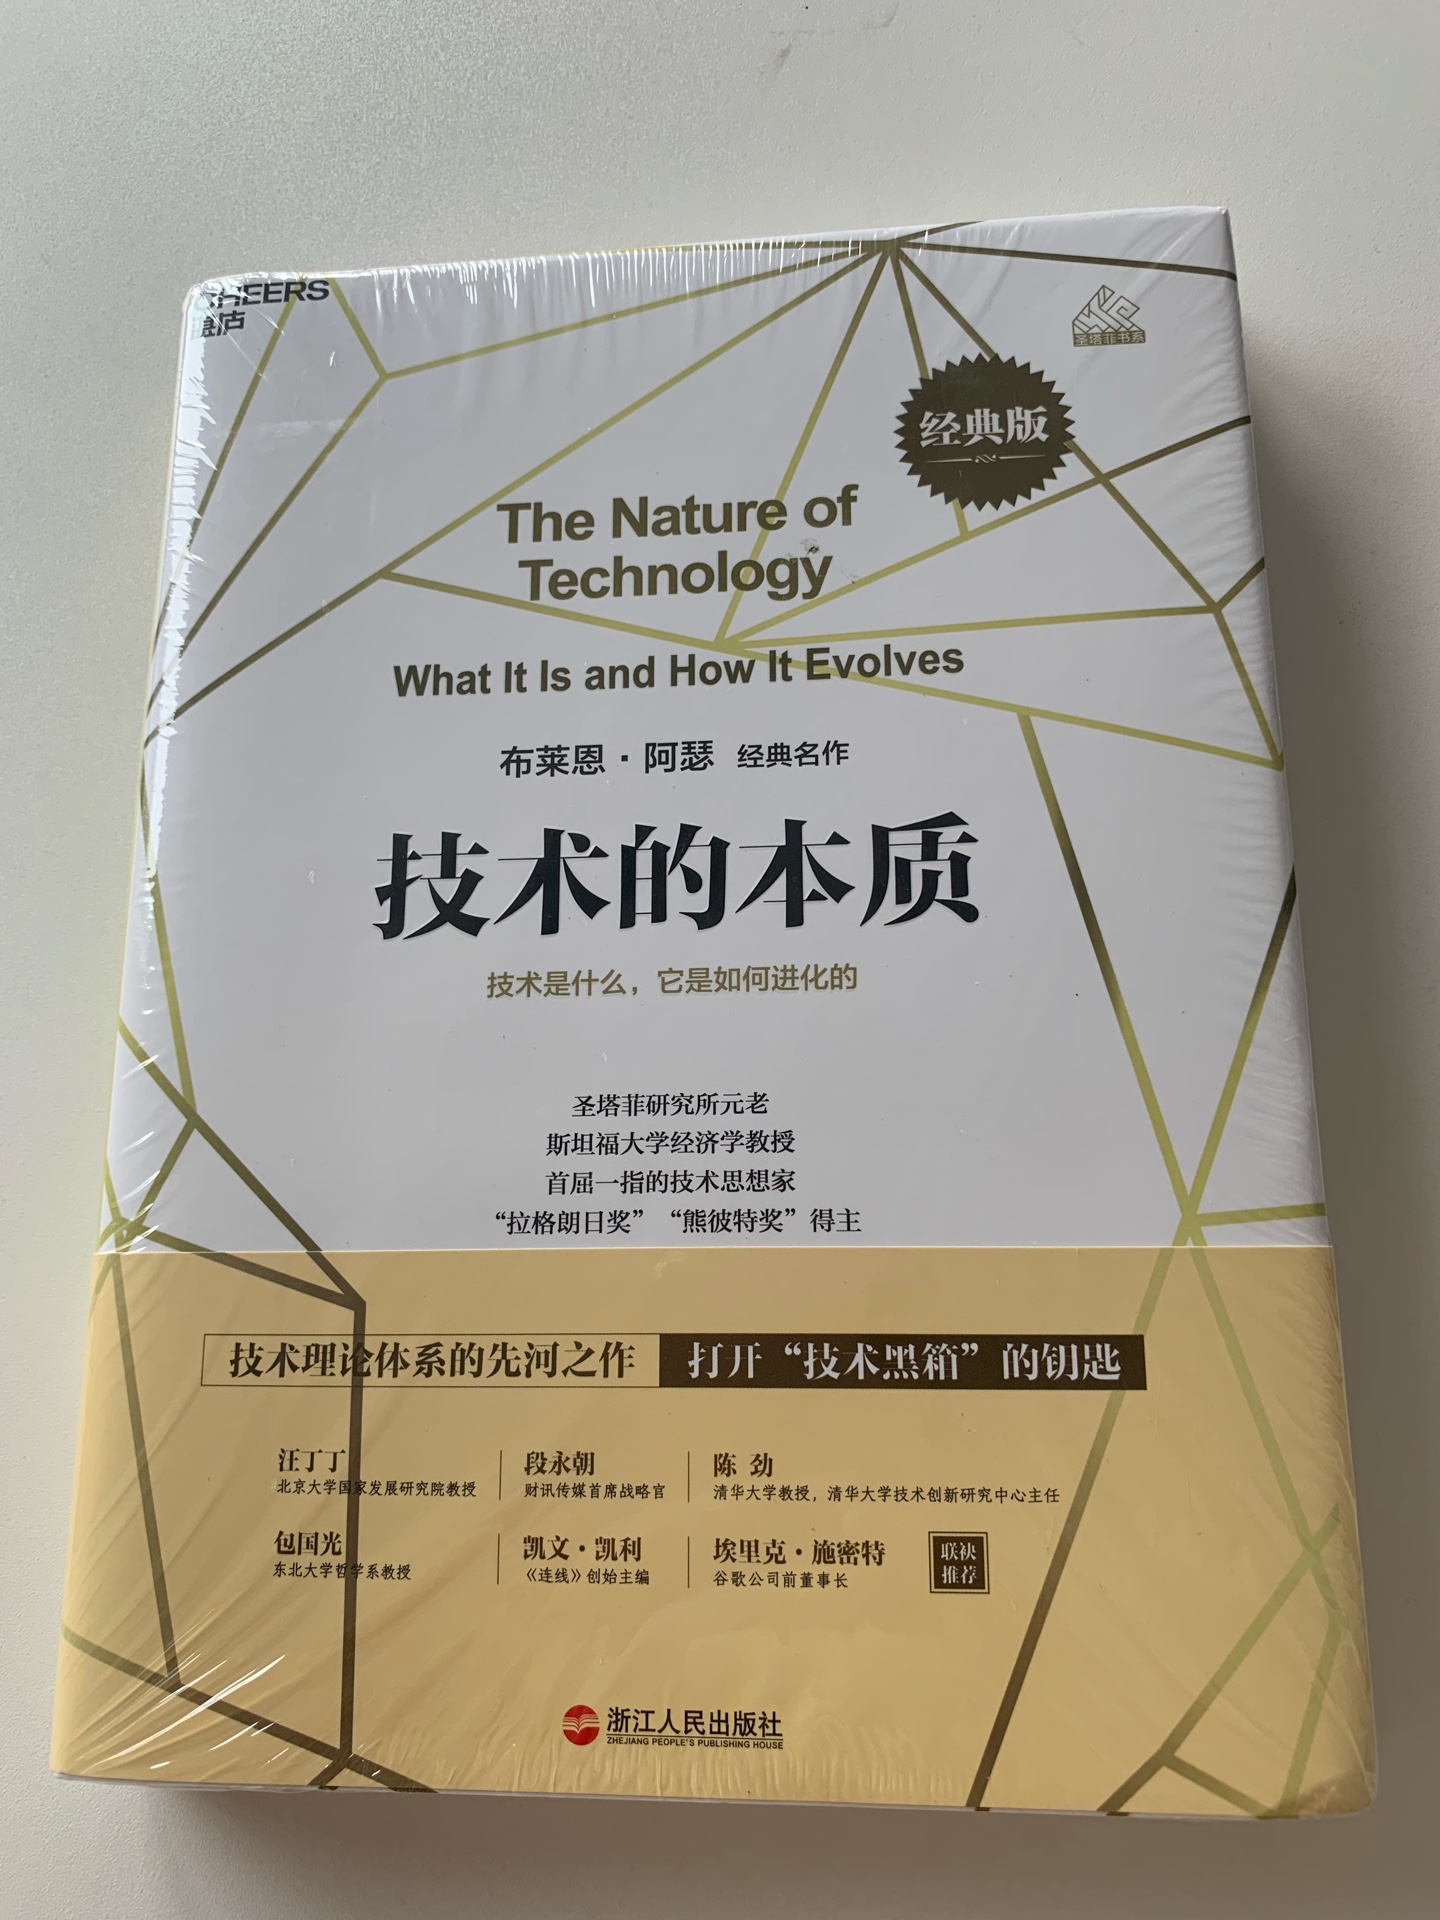 CHEERS
湛庐
圣塔菲书系
经典版
The Nature of
Technology
What It Is and How It Evolves
布莱恩·阿瑟 经典名作
技术的本质
技术是什么，它是如何进化的
圣塔菲研究所元老
斯坦福大学经济学教授
首屈一指的技术思想家
“拉格朗日奖”“熊彼特奖”得主
技术理论体系的先河之作 打开“技术黑箱”的钥匙
汪丁丁 段永朝 陈 劲
北京大学国家发展研究院教授 财讯传媒首席战略官 清华大学教授，清华大学技术创新研究中心主任
包国光 凯文·凯利 埃里克·施密特
东北大学哲学系教授 《连线》创始主编 谷歌公司前董事长
联袂
推荐
浙江人民出版社
ZHEJIANG PEOPLE'S PUBLISHING HOUSE